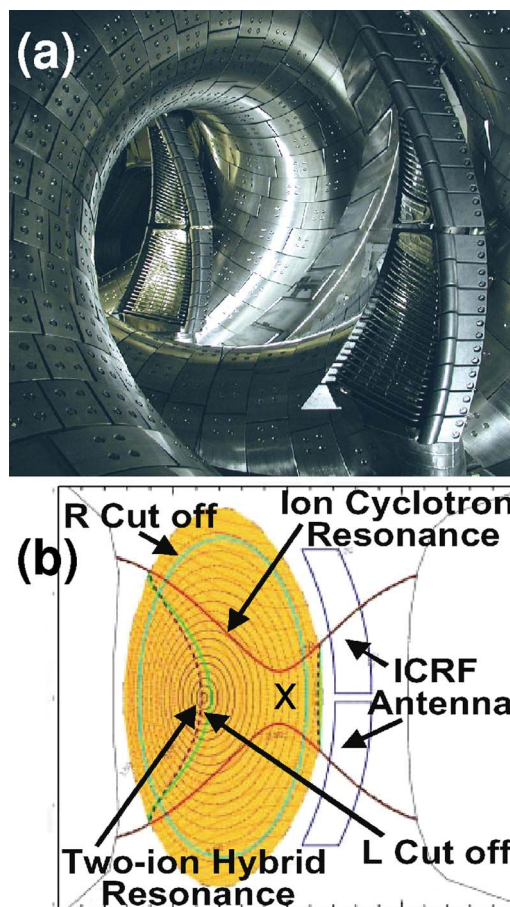 (a)
R Cut off
Ion Cyclotron
Resonance
(b)
ICRF
Antenna
X
Two-ion Hybrid
Resonance
L Cut off